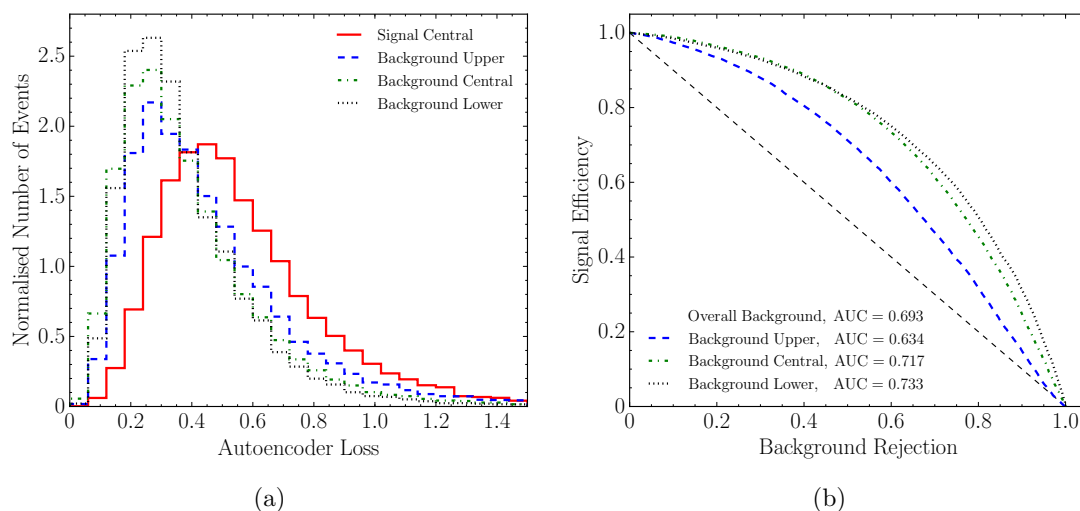 Normalised Number of Events
2.5
2.0
1.5
1.0
0.5
0
0 0.2 0.4 0.6 0.8 1.0 1.2 1.4
Autoencoder Loss
Signal Central
Background Upper
Background Central
Background Lower
(a)
Signal Efficiency
1.0
0.8
0.6
0.4
0.2
0.0
0.0 0.2 0.4 0.6 0.8 1.0
Background Rejection
Overall Background, AUC = 0.693
Background Upper, AUC = 0.634
Background Central, AUC = 0.717
Background Lower, AUC = 0.733
(b)